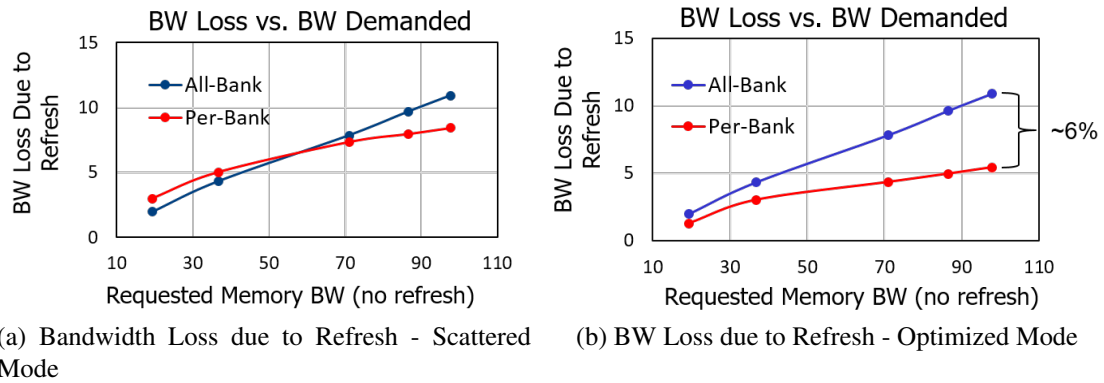 BW Loss vs. BW Demanded
BW Loss Due to
Refresh
15
10
5
0
All-Bank
Per-Bank
10 30 50 70 90 110
Requested Memory BW (no refresh)
(a) Bandwidth Loss due to Refresh - Scattered
Mode
BW Loss vs. BW Demanded
BW Loss Due to
Refresh
15
10
5
0
All-Bank
Per-Bank
~6%
10 30 50 70 90 110
Requested Memory BW (no refresh)
(b) BW Loss due to Refresh - Optimized Mode